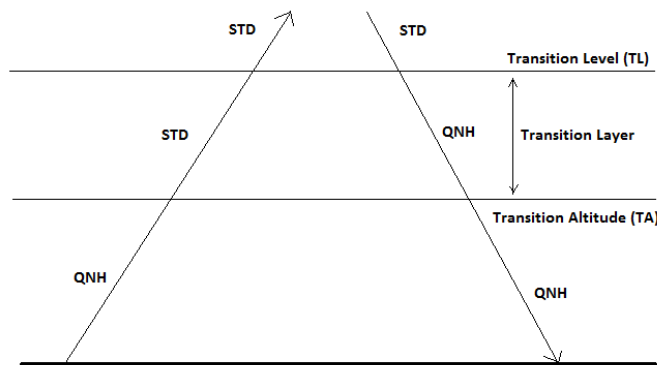 STD
STD
Transition Level (TL)
STD
QNH
Transition Layer
Transition Altitude (TA)
QNH
QNH